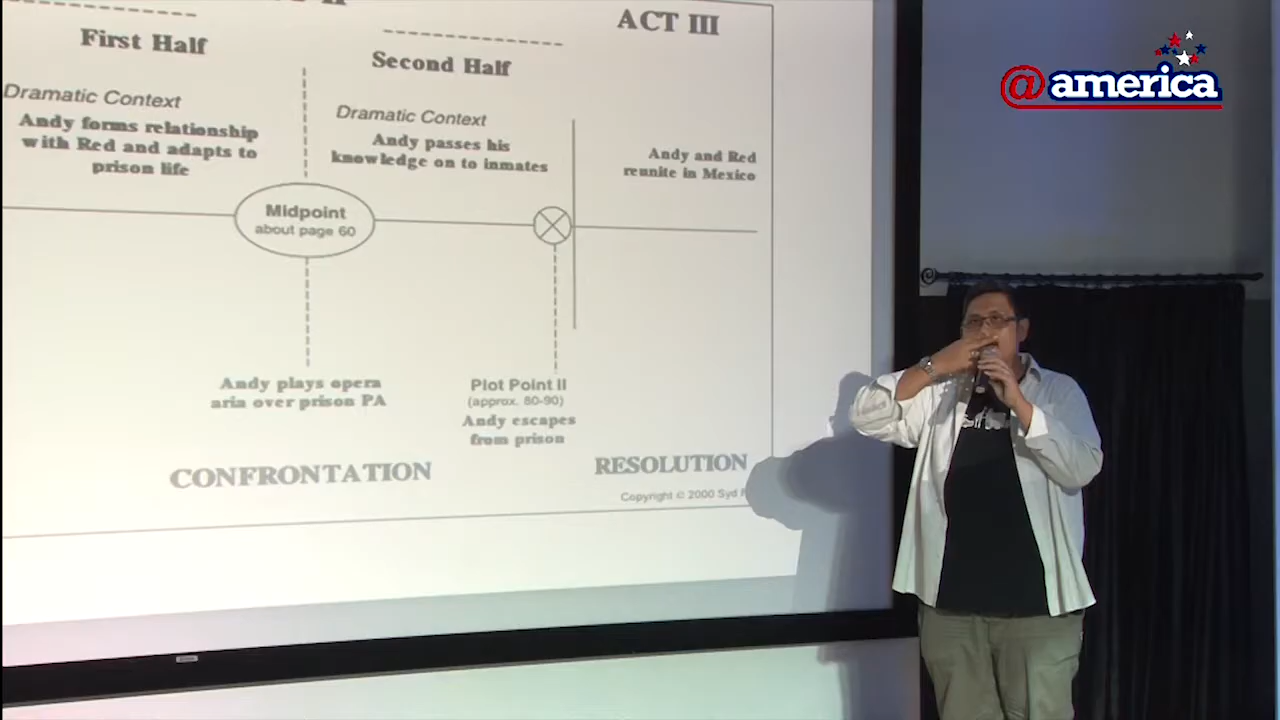 ACT III
First Half
Second Half
Dramatic Context
Andy forms relationship
with Red and adapts to
prison life
Dramatic Context
Andy passes his
knowledge on to inmates
Andy and Red
reunite in Mexico
Midpoint
about page 60
Andy plays opera
aria over prison PA
Plot Point II
(approx. 80-90)
Andy escapes
from prison
CONFRONTATION
RESOLUTION
Copyright © 2000 Syd
@america